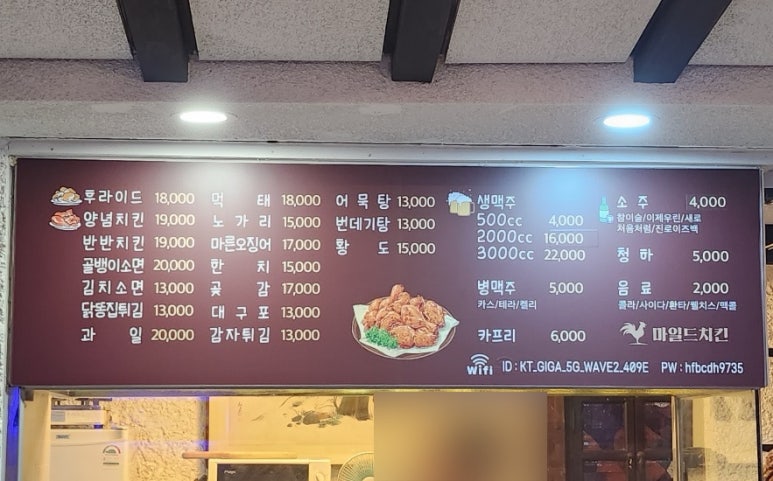 후라이드 18,000
양념치킨 19,000
반반치킨 19,000
골뱅이소면 20,000
김치소면 13,000
닭똥집튀김 13,000
과 일 20,000
먹 태 18,000
노 가 리 15,000
마른오징어 17,000
한 치 15,000
곶 감 17,000
대 구 포 13,000
감자튀김 13,000
어 묵 탕 13,000
번데기탕 13,000
황 도 15,000
생맥주
500cc 4,000
2000cc 16,000
3000cc 22,000
병맥주 5,000
카스/테라/켈리
카프리 6,000
소 주 4,000
참이슬/이제우린/새로
처음처럼/진로이즈백
청 하 5,000
음 료 2,000
콜라/사이다/환타/웰치스/맥콜
마일드치킨
wifi ID : KT_GIGA_5G_WAVE2_409E PW : hfbcdh9735